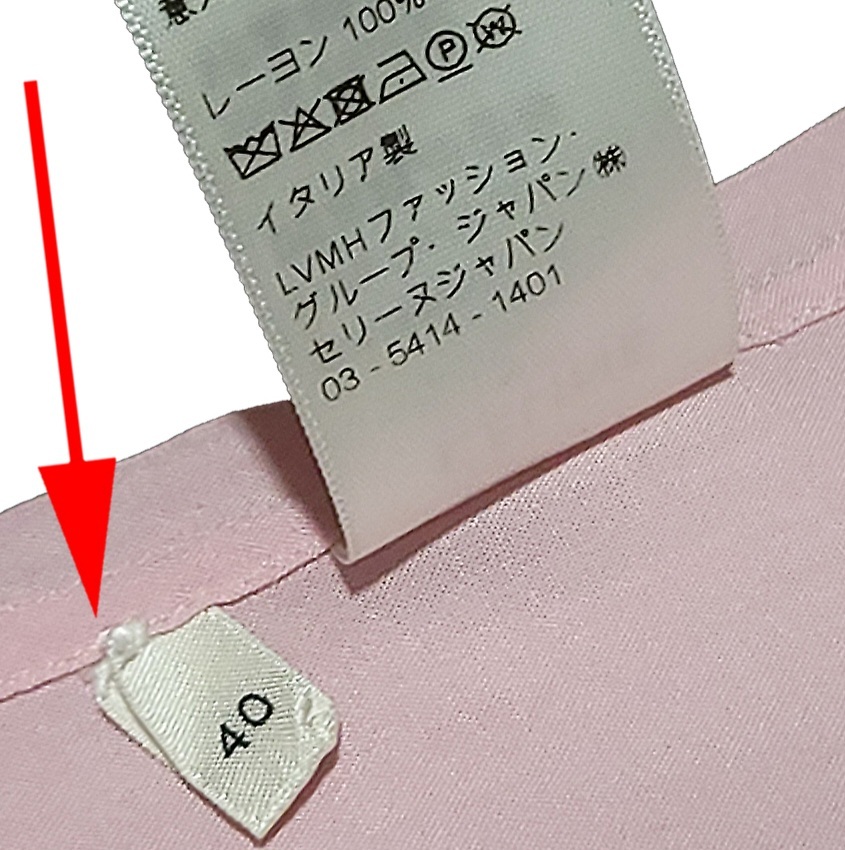 レーヨン 100%
イタリア製
LVMHファッション・
グループ・ジャパン㈱
セリーヌジャパン
03 - 5414 - 1401
40